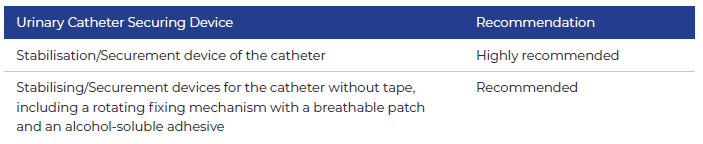 Urinary Catheter Securing Device Recommendation
Stabilisation/Securement device of the catheter Highly recommended
Stabilising/Securement devices for the catheter without tape, Recommended
including a rotating fixing mechanism with a breathable patch
and an alcohol-soluble adhesive